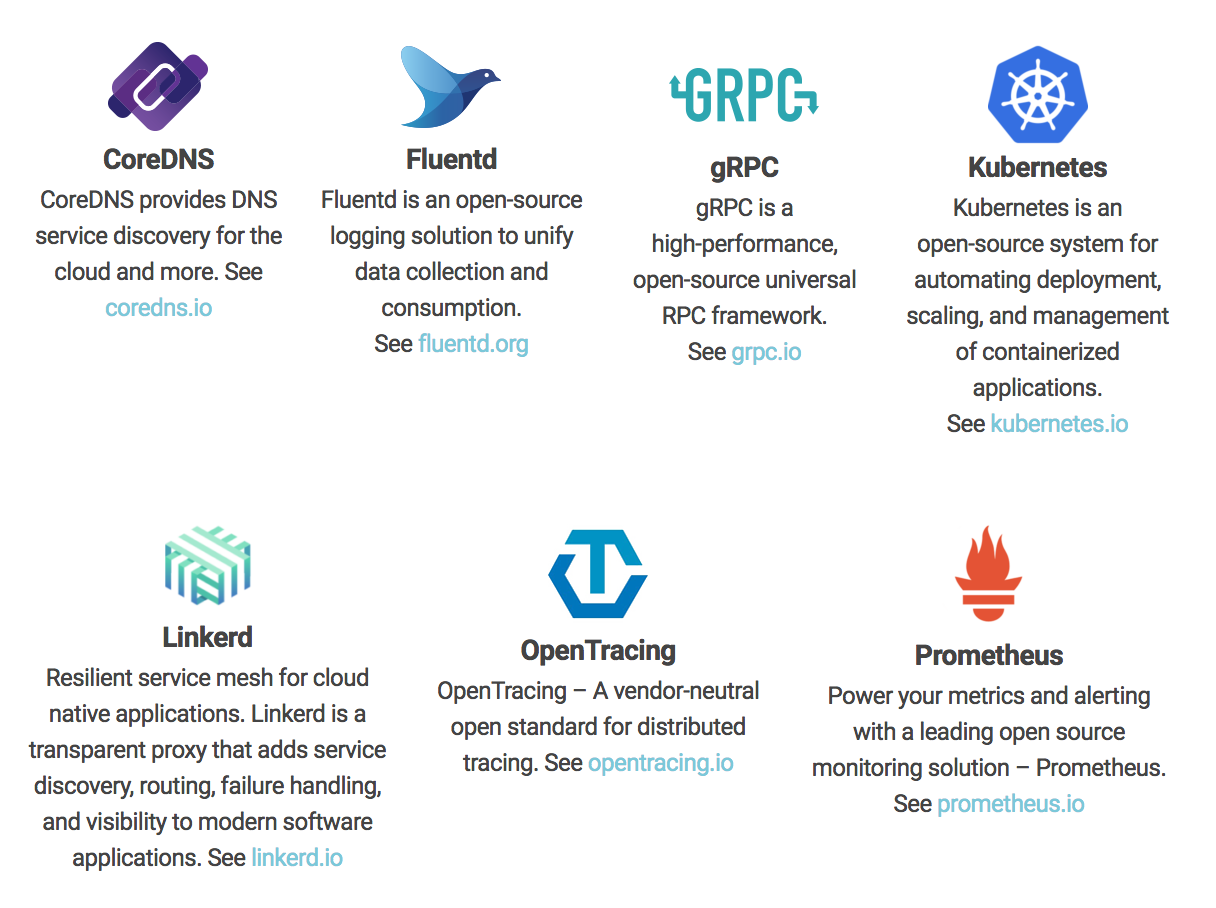 CoreDNS
CoreDNS provides DNS
service discovery for the
cloud and more. See
coredns.io
Fluentd
Fluentd is an open-source
logging solution to unify
data collection and
consumption.
See fluentd.org
GRPC
gRPC
gRPC is a
high-performance,
open-source universal
RPC framework.
See grpc.io
Kubernetes
Kubernetes is an
open-source system for
automating deployment,
scaling, and management
of containerized
applications.
See kubernetes.io
Linkerd
Resilient service mesh for cloud
native applications. Linkerd is a
transparent proxy that adds service
discovery, routing, failure handling,
and visibility to modern software
applications. See linkerd.io
OpenTracing
OpenTracing – A vendor-neutral
open standard for distributed
tracing. See opentracing.io
Prometheus
Power your metrics and alerting
with a leading open source
monitoring solution – Prometheus.
See prometheus.io